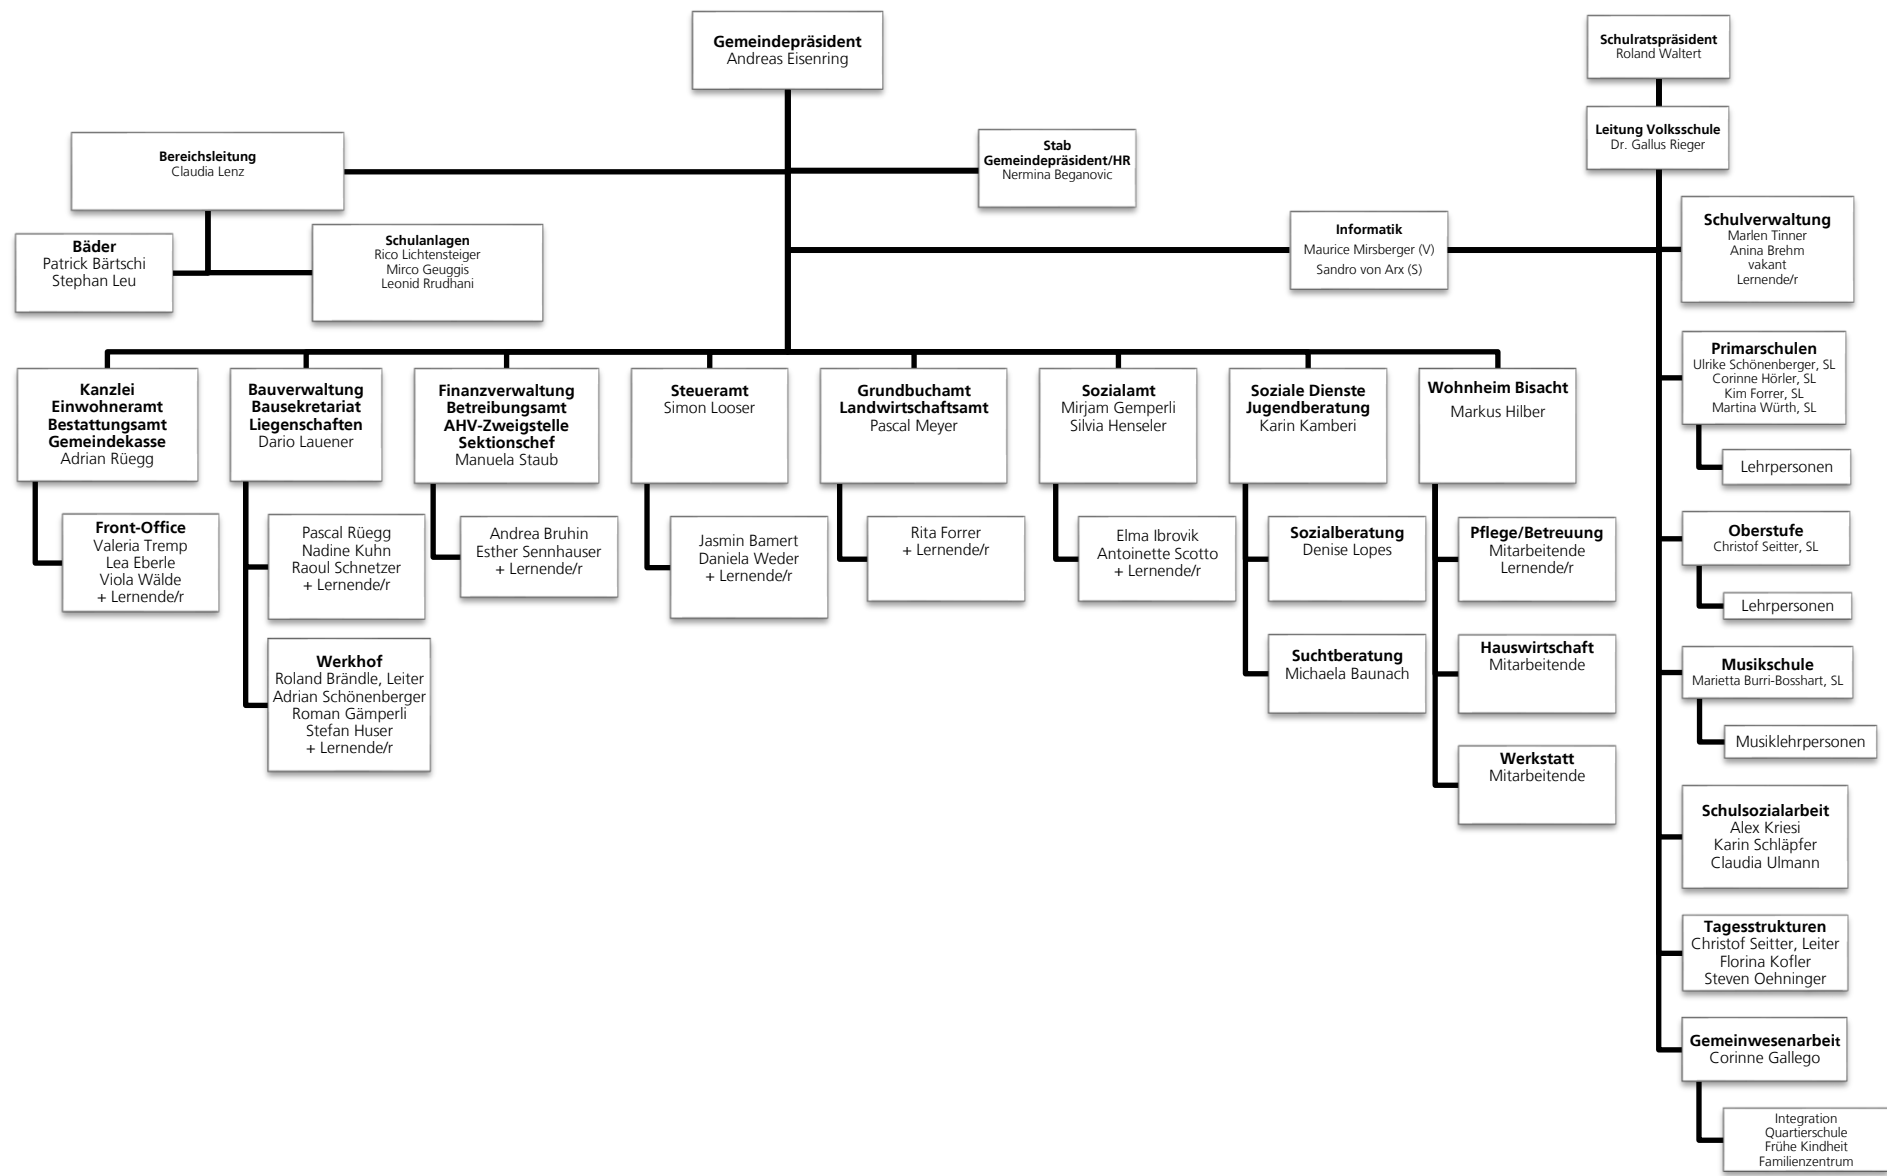 Gemeindepräsident
Andreas Eisenring
Schulratspräsident
Roland Waltert
Leitung Volksschule
Dr. Gallus Rieger
Bereichsleitung
Claudia Lenz
Stab
Gemeindepräsident/HR
Nermina Beganovic
Bäder
Patrick Bärtschi
Stephan Leu
Schulanlagen
Rico Lichtensteiger
Mirco Geuggis
Leonid Rrudhani
Informatik
Maurice Mirsberger (V)
Sandro von Arx (S)
Schulverwaltung
Marlen Tinner
Anina Brehm
vakant
Lernende/r
Kanzlei
Einwohneramt
Bestattungsamt
Gemeindekasse
Adrian Rüegg
Bauverwaltung
Bausekretariat
Liegenschaften
Dario Lauener
Finanzverwaltung
Betreibungsamt
AHV-Zweigstelle
Sektionschef
Manuela Staub
Steueramt
Simon Looser
Grundbuchamt
Landwirtschaftsamt
Pascal Meyer
Sozialamt
Mirjam Gemperli
Silvia Henseler
Soziale Dienste
Jugendberatung
Karin Kamberi
Wohnheim Bisacht
Markus Hilber
Primarschulen
Ulrike Schönenberger, SL
Corinne Hörler, SL
Kim Forrer, SL
Martina Würth, SL
Lehrpersonen
Front-Office
Valeria Tremp
Lea Eberle
Viola Wälde
+ Lernende/r
Pascal Rüegg
Nadine Kuhn
Raoul Schnetzer
+ Lernende/r
Andrea Bruhin
Esther Sennhauser
+ Lernende/r
Jasmin Bamert
Daniela Weder
+ Lernende/r
Rita Forrer
+ Lernende/r
Elma Ibrovik
Antoinette Scotto
+ Lernende/r
Sozialberatung
Denise Lopes
Pflege/Betreuung
Mitarbeitende
Lernende/r
Oberstufe
Christof Seitter, SL
Lehrpersonen
Werkhof
Roland Brändle, Leiter
Adrian Schönenberger
Roman Gämperli
Stefan Huser
+ Lernende/r
Suchtberatung
Michaela Baunach
Hauswirtschaft
Mitarbeitende
Musikschule
Marietta Burri-Bosshart, SL
Musiklehrpersonen
Werkstatt
Mitarbeitende
Schulsozialarbeit
Alex Kriesi
Karin Schläpfer
Claudia Ulmann
Tagesstrukturen
Christof Seitter, Leiter
Florina Kofler
Steven Oehninger
Gemeinwesenarbeit
Corinne Gallego
Integration
Quartierschule
Frühe Kindheit
Familienzentrum